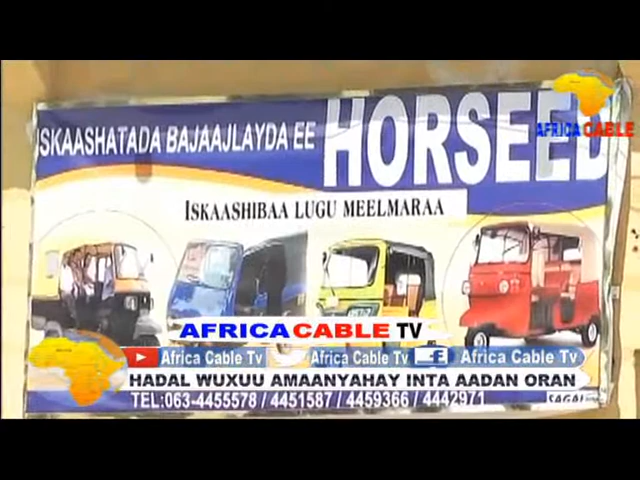 ISKAASHATADA BAJAAJLAYDA EE HORSEED
AFRICA CABLE
ISKAASHIBAA LUGU MEELMARAA
AFRICA CABLE TV
Africa Cable Tv Africa Cable Tv Africa Cable Tv
HADAL WUXUU AMAANYAHAY INTA AADAN ORAN
TEL:063-4455578 / 4451587 / 4459366 / 4442971